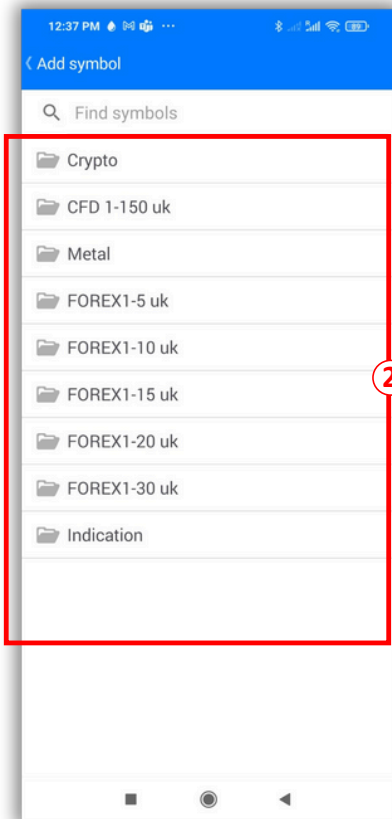 12:37 PM 89
Add symbol
Find symbols
Crypto
CFD 1-150 uk
Metal
FOREX1-5 uk
FOREX1-10 uk
2
FOREX1-15 uk
FOREX1-20 uk
FOREX1-30 uk
Indication